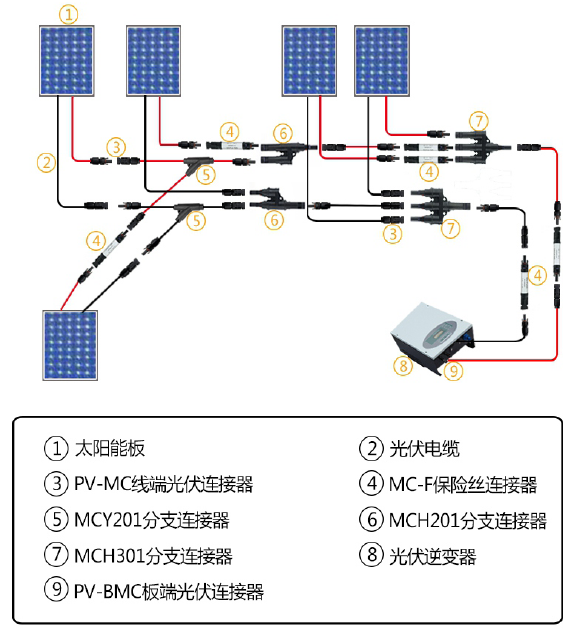 ①
②
③
④
⑥
⑦
⑤
④
④
⑤
⑥
③
⑦
④
⑧
⑨
① 太阳能板
② 光伏电缆
③ PV-MC线端光伏连接器
④ MC-F保险丝连接器
⑤ MCY201分支连接器
⑥ MCH201分支连接器
⑦ MCH301分支连接器
⑧ 光伏逆变器
⑨ PV-BMC板端光伏连接器